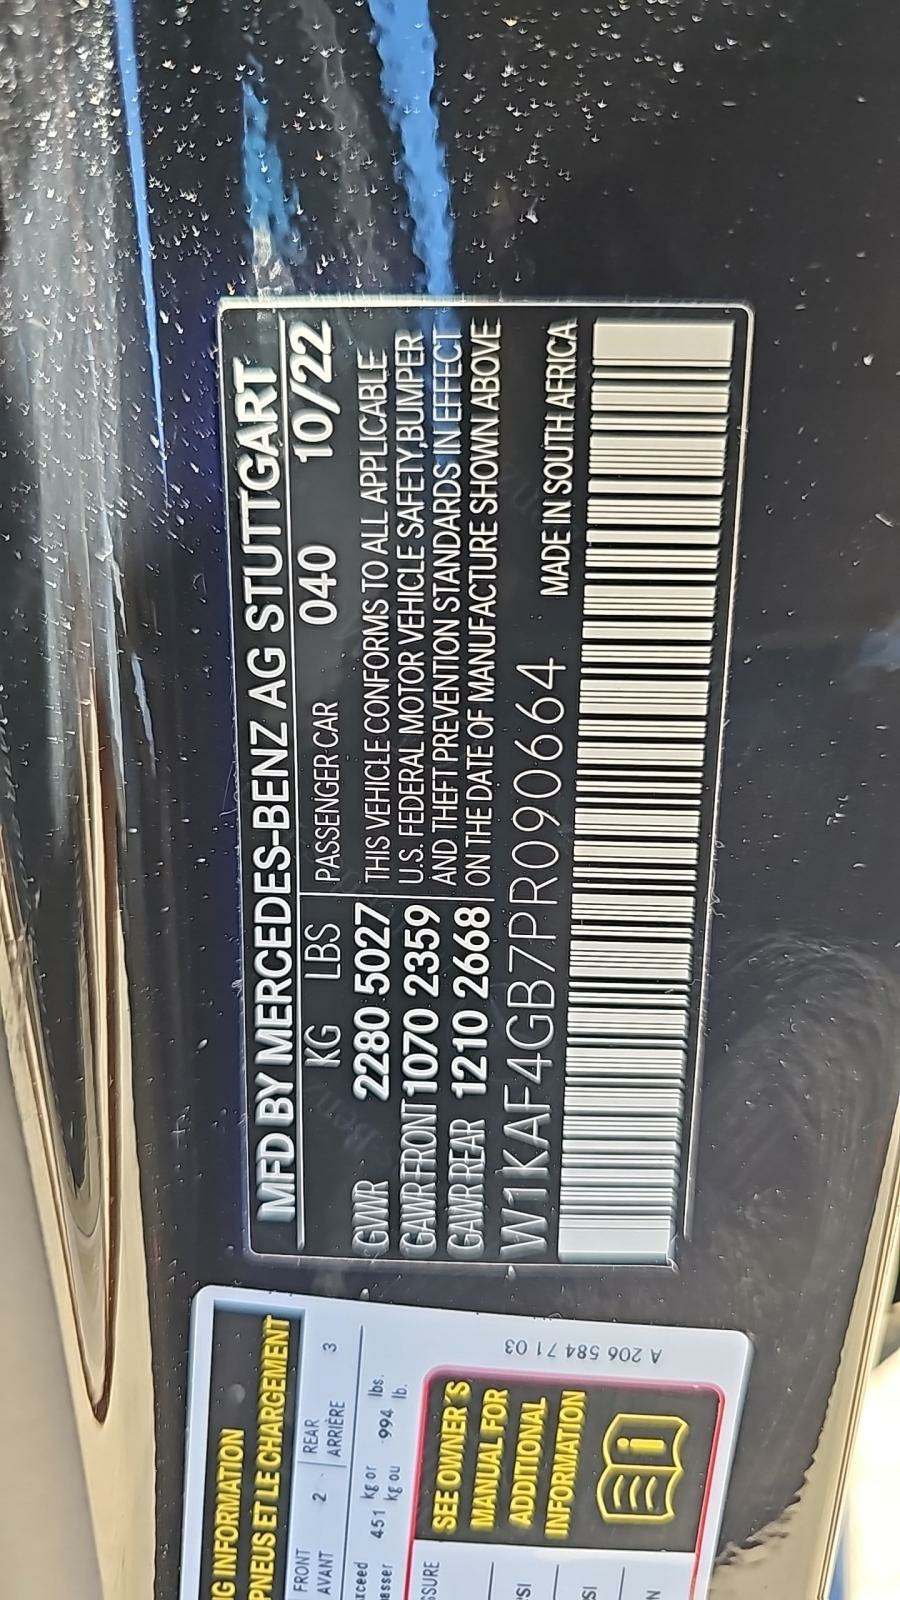 MFD BY MERCEDES-BENZ AG STUTTGART
KG LBS PASSENGER CAR 040 10/22
GVWR 2280 5027
GAWR FRONT 1070 2359
GAWR REAR 1210 2668
THIS VEHICLE CONFORMS TO ALL APPLICABLE
U.S. FEDERAL MOTOR VEHICLE SAFETY,BUMPER
AND THEFT PREVENTION STANDARDS IN EFFECT
ON THE DATE OF MANUFACTURE SHOWN ABOVE
W1KAF4GB7PR090664 MADE IN SOUTH AFRICA
INFORMATION
PNEUS ET LE CHARGEMENT
FRONT 2 REAR 3
AVANT ARRIÈRE
451 kg or 994 lbs.
kg ou lb.
SEE OWNER'S
MANUAL FOR
ADDITIONAL
INFORMATION
A 206 584 71 03